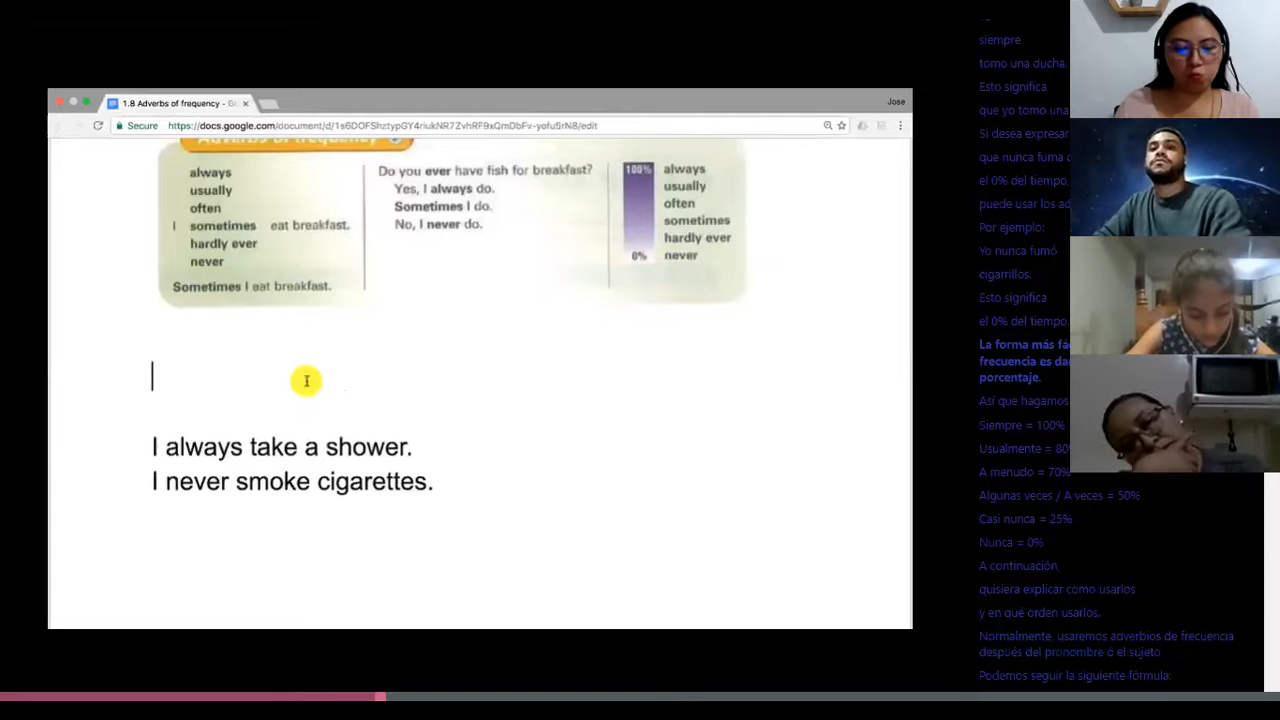 1.8 Adverbs of frequency - G
Jose
Secure
https://docs.google.com/document/d/1s6DOFShztypGY4riukNR7ZvhRF9xQmDbFv-yofu5rN8/edit
Adverbs of frequency
always
usually
often
I sometimes eat breakfast.
hardly ever
never
Sometimes I eat breakfast.
Do you ever have fish for breakfast?
Yes, I always do.
Sometimes I do.
No, I never do.
100% always
usually
often
sometimes
hardly ever
0% never
I always take a shower.
I never smoke cigarettes.
siempre
tomo una ducha.
Esto significa
que yo tomo una
Si desea expresar
que nunca fuma
el 0% del tiempo,
puede usar los
Por ejemplo:
Yo nunca fumó
cigarrillos.
Esto significa
el 0% del tiempo.
La forma más
frecuencia es
porcentaje.
Así que hagamos
Siempre = 100%
Usualmente = 80%
A menudo = 70%
Algunas veces / A veces = 50%
Casi nunca = 25%
Nunca = 0%
A continuación,
quisiera explicar cómo usarlos
y en qué orden usarlos.
Normalmente, usaremos adverbios de frecuencia
después del pronombre ó el sujeto
Podemos seguir la siguiente fórmula: